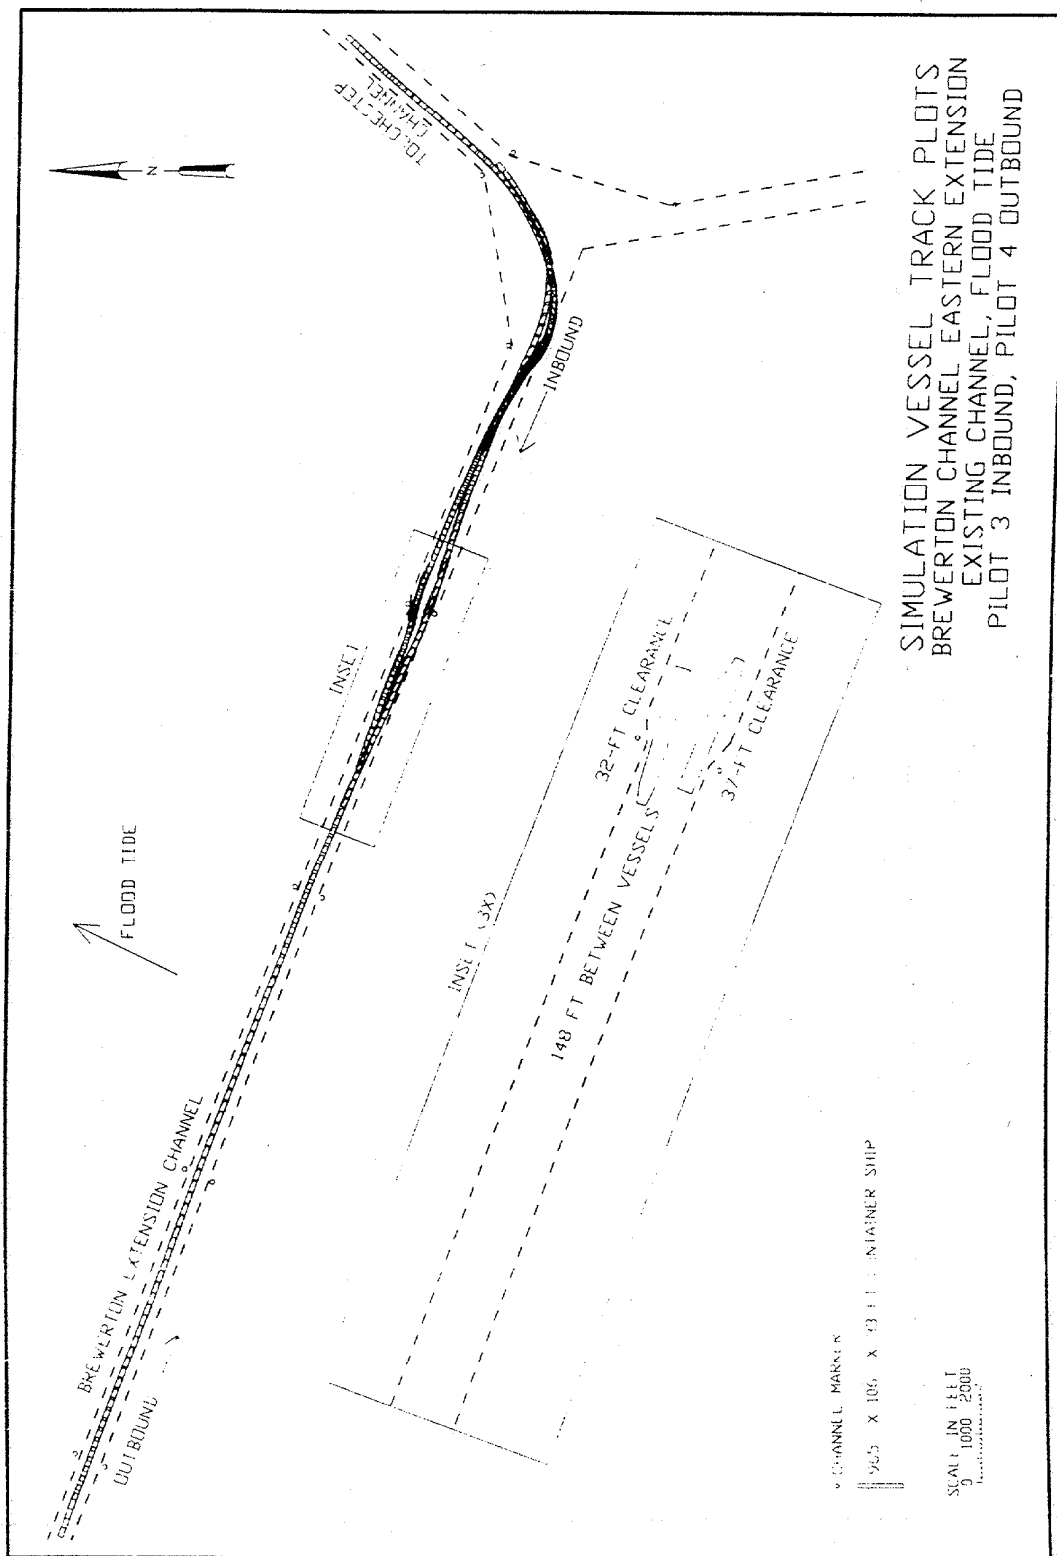 SIMULATION VESSEL TRACK PLOTS
BREWERTON CHANNEL EASTERN EXTENSION
EXISTING CHANNEL, FLOOD TIDE
PILOT 3 INBOUND, PILOT 4 OUTBOUND
CHANNEL
N
INBOUND
INSET
FLOOD TIDE
BREWERTON EXTENSION CHANNEL
OUTBOUND
INSET (3X)
32-FT CLEARANCE
148 FT BETWEEN VESSELS
37-FT CLEARANCE
CHANNEL MARKER
X 106 X SHIP
SCALE IN FEET
0 1000 2000